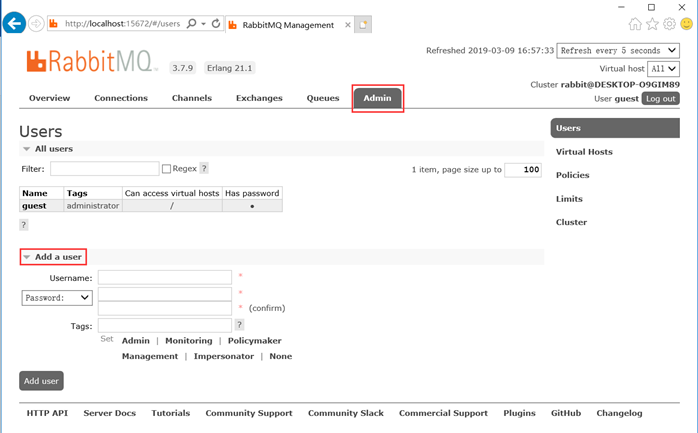 http://localhost:15672/#/users
RabbitMQ Management
Refreshed 2019-03-09 16:57:33 Refresh every 5 seconds
RabbitMQ 3.7.9 Erlang 21.1
Virtual host All
Cluster rabbit@DESKTOP-O9GIM89
User guest Log out
Overview Connections Channels Exchanges Queues Admin
Users
All users
Filter: Regex ? 1 item, page size up to 100
Name Tags Can access virtual hosts Has password
guest administrator / •
?
Add a user
Username: *
Password: *
* (confirm)
Tags: ?
Set Admin | Monitoring | Policymaker
Management | Impersonator | None
Add user
Users
Virtual Hosts
Policies
Limits
Cluster
HTTP API Server Docs Tutorials Community Support Community Slack Commercial Support Plugins GitHub Changelog